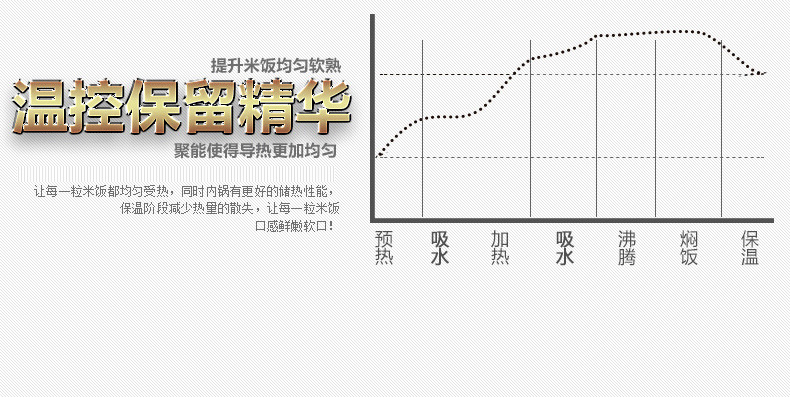 提升米饭均匀软熟
温控保留精华
聚能使得导热更加均匀
让每一粒米饭都均匀受热，同时内锅有更好的储热性能，
保温阶段减少热量的散失，让每一粒米饭
口感鲜嫩软口！
预热
吸水
加热
吸水
沸腾
焖饭
保温